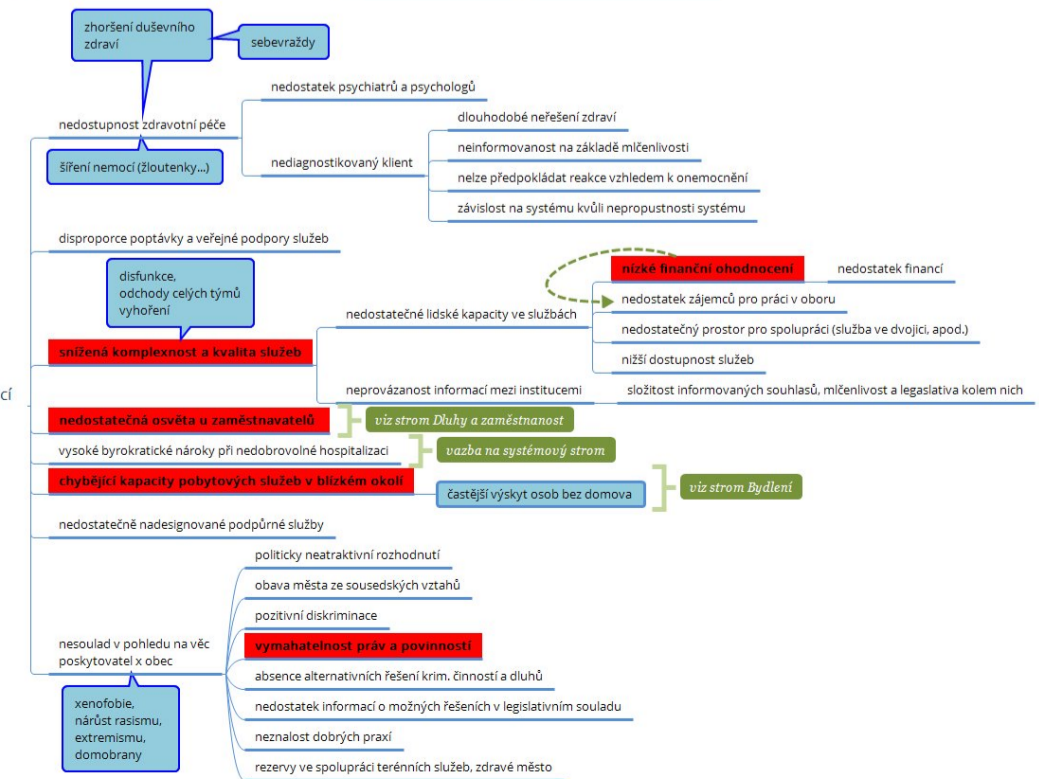 zhoršení duševního
zdraví
sebevraždy
nedostatek psychiatrů a psychologů
nedostupnost zdravotní péče
dlouhodobé neřešení zdraví
neinformovanost na základě mlčenlivosti
nediagnostikovaný klient
šíření nemocí (žloutenky...)
nelze předpokládat reakce vzhledem k onemocnění
závislost na systému kvůli nepropustnosti systému
disproporce poptávky a veřejné podpory služeb
disfunkce,
odchody celých týmů
vyhoření
nízké finanční ohodnocení
nedostatek financí
nedostatek zájemců pro práci v oboru
nedostatečné lidské kapacity ve službách
nedostatečný prostor pro spolupráci (služba ve dvojici, apod.)
snížená komplexnost a kvalita služeb
nižší dostupnost služeb
neprovázanost informací mezi institucemi
složitost informovaných souhlasů, mlčenlivost a legaslativa kolem nich
cí
nedostatečná osvěta u zaměstnavatelů
viz strom Dluhy a zaměstnanost
vysoké byrokratické nároky při nedobrovolné hospitalizaci
vazba na systémový strom
chybějící kapacity pobytových služeb v blízkém okolí
častější výskyt osob bez domova
viz strom Bydlení
nedostatečně nadesignované podpůrné služby
politicky neatraktivní rozhodnutí
obava města ze sousedských vztahů
pozitivní diskriminace
nesoulad v pohledu na věc
poskytovatel x obec
vymahatelnost práv a povinností
absence alternativních řešení krim. činností a dluhů
nedostatek informací o možných řešeních v legislativním souladu
neznalost dobrých praxí
rezervy ve spolupráci terénních služeb, zdravé město
xenofobie,
nárůst rasismu,
extremismu,
domobrany